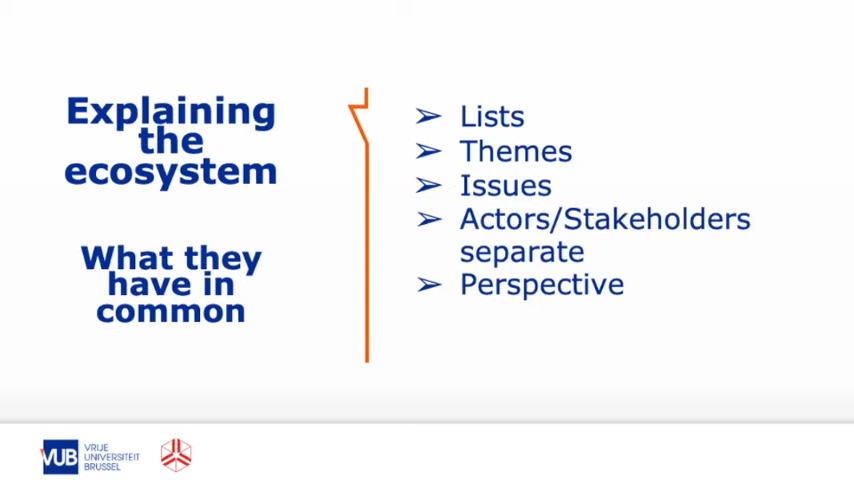 Explaining
the
ecosystem
What they
have in
common
➢ Lists
➢ Themes
➢ Issues
➢ Actors/Stakeholders
separate
➢ Perspective
VUB
VRIJE
UNIVERSITEIT
BRUSSEL